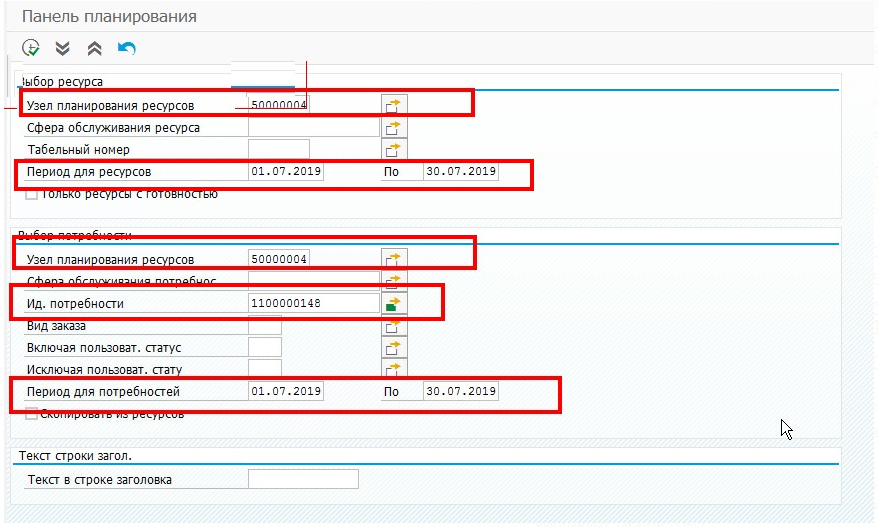 Панель планирования
Выбор ресурса
Узел планирования ресурсов 50000004
Сфера обслуживания ресурса
Табельный номер
Период для ресурсов 01.07.2019 По 30.07.2019
Только ресурсы с готовностью
Выбор потребности
Узел планирования ресурсов 50000004
Сфера обслуживания потребнос
Ид. потребности 1100000148
Вид заказа
Включая пользоват. статус
Исключая пользоват. стату
Период для потребностей 01.07.2019 По 30.07.2019
Скопировать из ресурсов
Текст строки загол.
Текст в строке заголовка